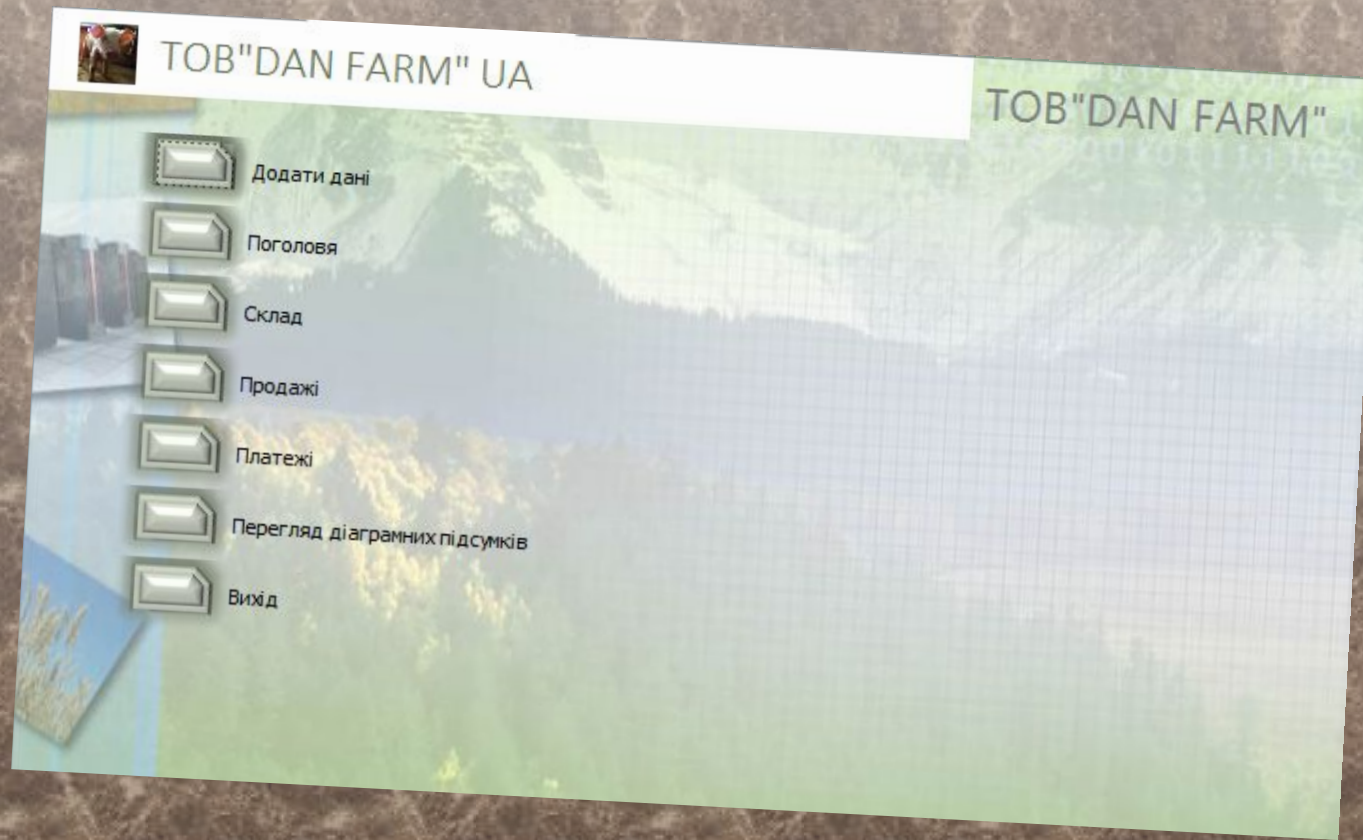 ТОВ"DAN FARM" UA
ТОВ"DAN FARM"
Додати дані
Поголовя
Склад
Продажі
Платежі
Перегляд діаграмних підсумків
Вихід